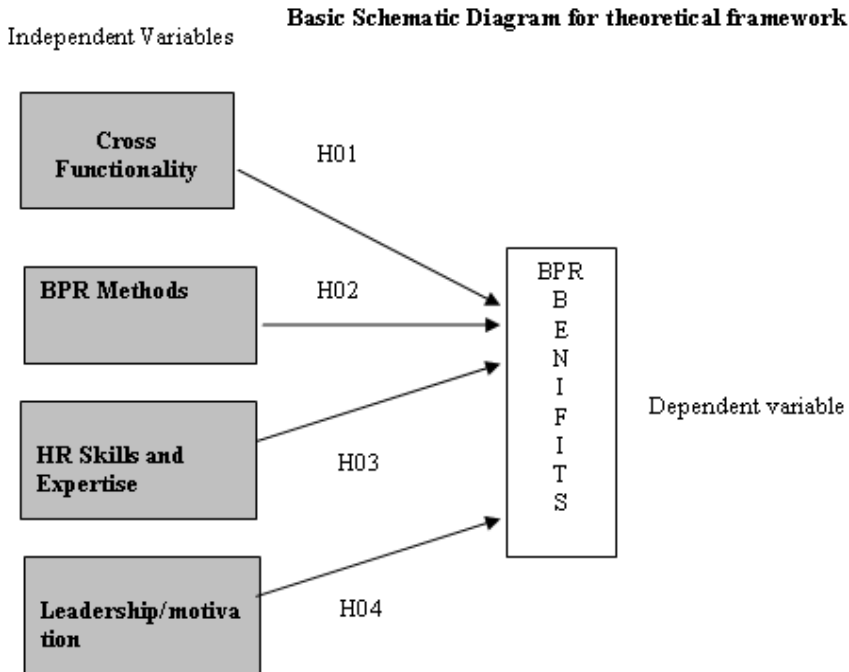 Basic Schematic Diagram for theoretical framework
Independent Variables
Cross
Functionality
H01
BPR Methods
H02
HR Skills and
Expertise
H03
Leadership/motiva
tion
H04
BPR
B
E
N
I
F
I
T
S
Dependent variable